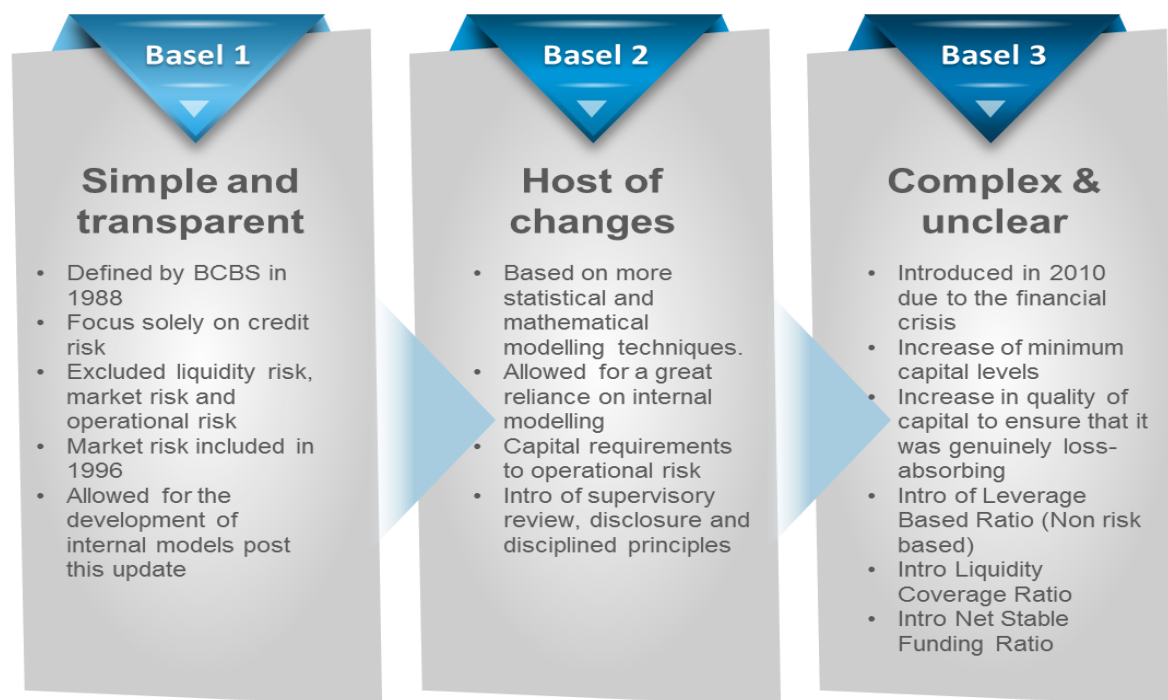 Basel 1
Simple and
transparent
• Defined by BCBS in
1988
• Focus solely on credit
risk
• Excluded liquidity risk,
market risk and
operational risk
• Market risk included in
1996
• Allowed for the
development of
internal models post
this update
Basel 2
Host of
changes
• Based on more
statistical and
mathematical
modelling techniques.
• Allowed for a great
reliance on internal
modelling
• Capital requirements
to operational risk
• Intro of supervisory
review, disclosure and
disciplined principles
Basel 3
Complex &
unclear
• Introduced in 2010
due to the financial
crisis
• Increase of minimum
capital levels
• Increase in quality of
capital to ensure that it
was genuinely loss-
absorbing
• Intro of Leverage
Based Ratio (Non risk
based)
• Intro Liquidity
Coverage Ratio
• Intro Net Stable
Funding Ratio